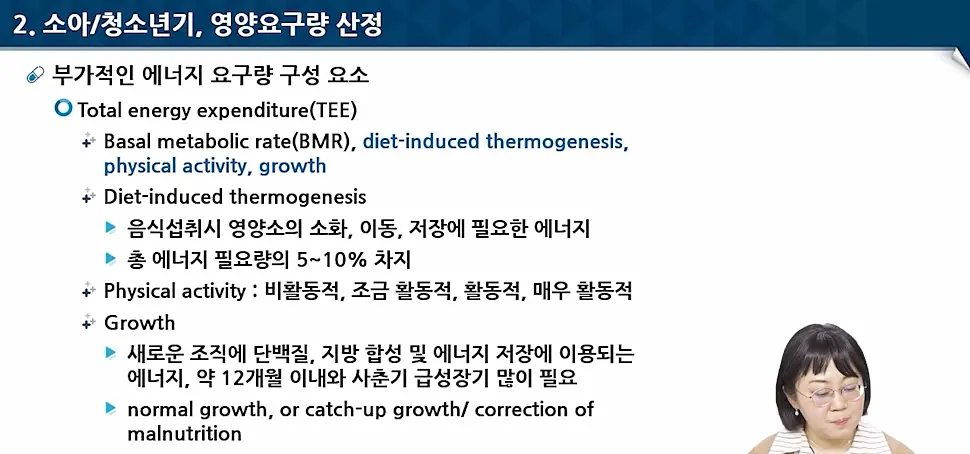 2. 소아/청소년기, 영양요구량 산정
부가적인 에너지 요구량 구성 요소
Total energy expenditure(TEE)
Basal metabolic rate(BMR), diet-induced thermogenesis,
physical activity, growth
Diet-induced thermogenesis
음식섭취시 영양소의 소화, 이동, 저장에 필요한 에너지
총 에너지 필요량의 5~10% 차지
Physical activity : 비활동적, 조금 활동적, 활동적, 매우 활동적
Growth
새로운 조직에 단백질, 지방 합성 및 에너지 저장에 이용되는
에너지, 약 12개월 이내와 사춘기 급성장기 많이 필요
normal growth, or catch-up growth/ correction of
malnutrition